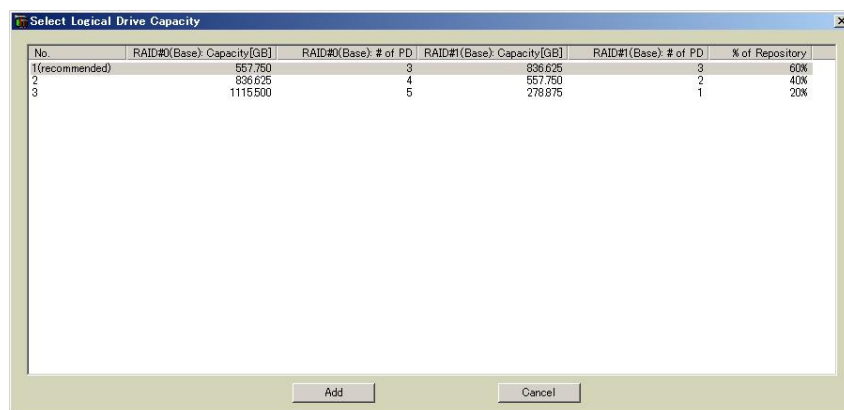 Select Logical Drive Capacity
No. RAID#0(Base): Capacity[GB] RAID#0(Base): # of PD RAID#1(Base): Capacity[GB] RAID#1(Base): # of PD % of Repository
1(recommended) 557.750 3 836.625 3 60%
2 836.625 4 557.750 2 40%
3 1115.500 5 278.875 1 20%
Add Cancel